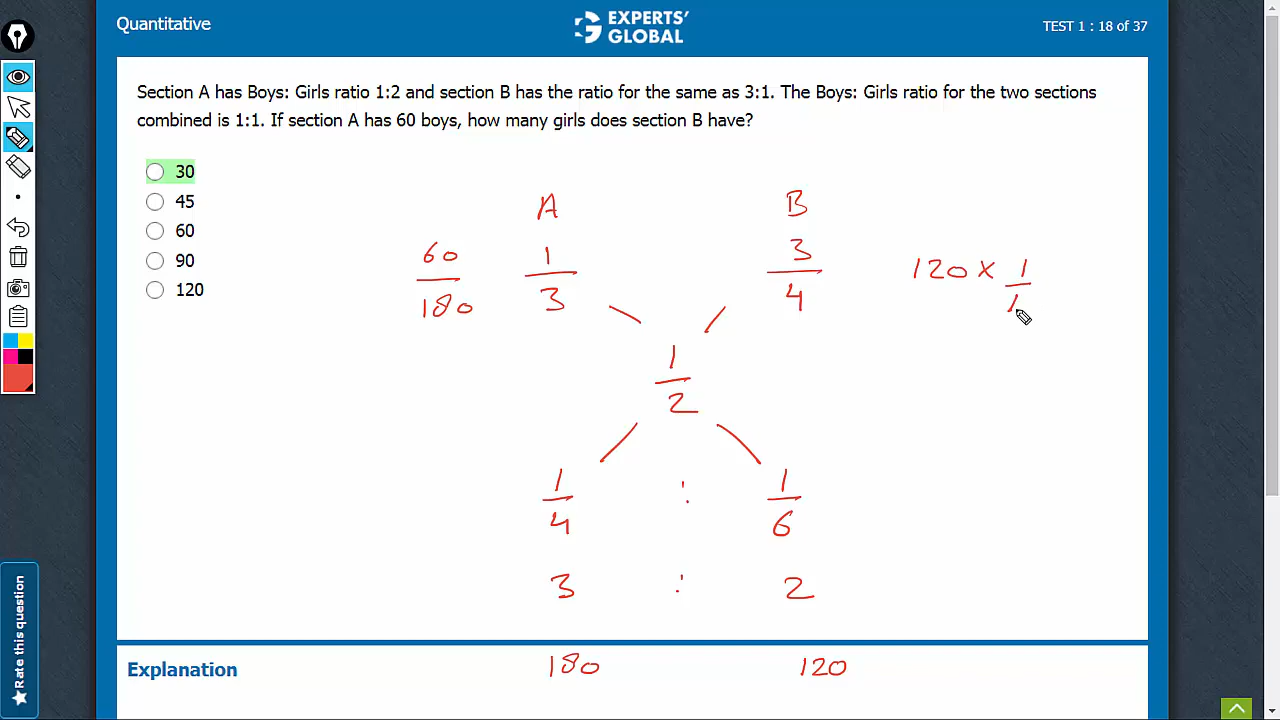 Quantitative
EXPERTS'
GLOBAL
TEST 1 : 18 of 37
Section A has Boys: Girls ratio 1:2 and section B has the ratio for the same as 3:1. The Boys: Girls ratio for the two sections
combined is 1:1. If section A has 60 boys, how many girls does section B have?
30
45
60
90
120
A B
60/180 1/3 3/4 120 × 1/
1/2
1/4 : 1/6
3 : 2
180 120
Explanation
Rate this question